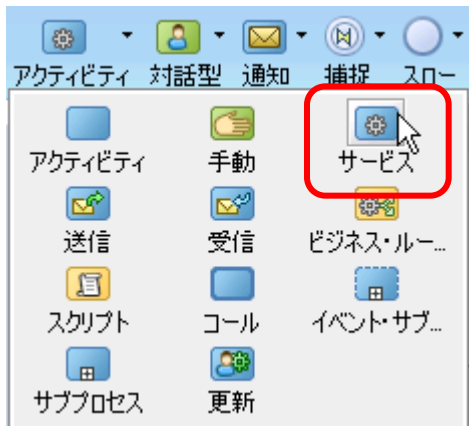 アクティビティ 対話型 通知 捕捉 スロー
アクティビティ 手動 サービス
送信 受信 ビジネス・ルー...
スクリプト コール イベント・サブ...
サブプロセス 更新